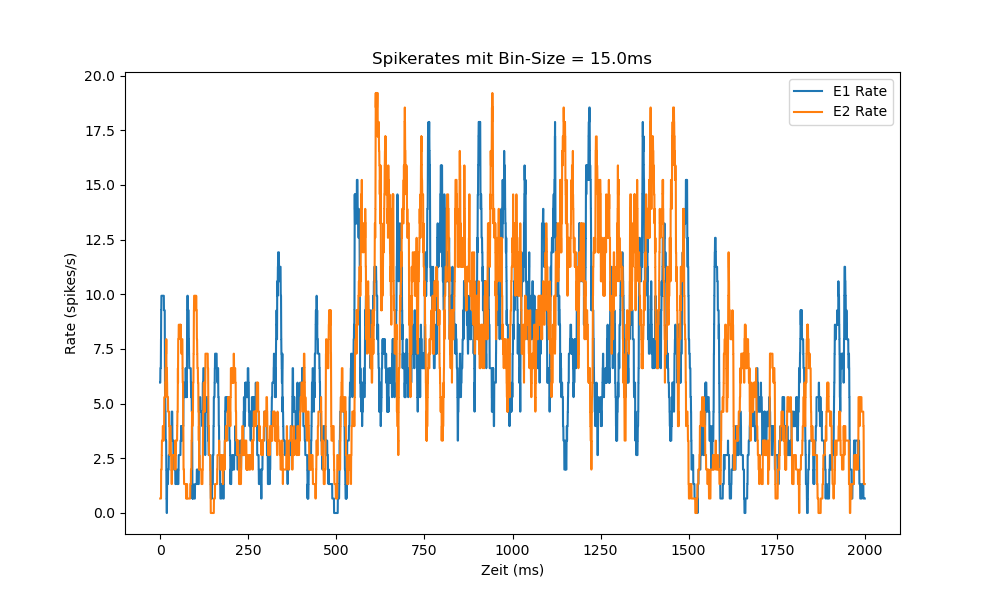 Spikerates mit Bin-Size = 15.0ms
E1 Rate
E2 Rate
20.0
17.5
15.0
12.5
10.0
7.5
5.0
2.5
0.0
Rate (spikes/s)
0 250 500 750 1000 1250 1500 1750 2000
Zeit (ms)